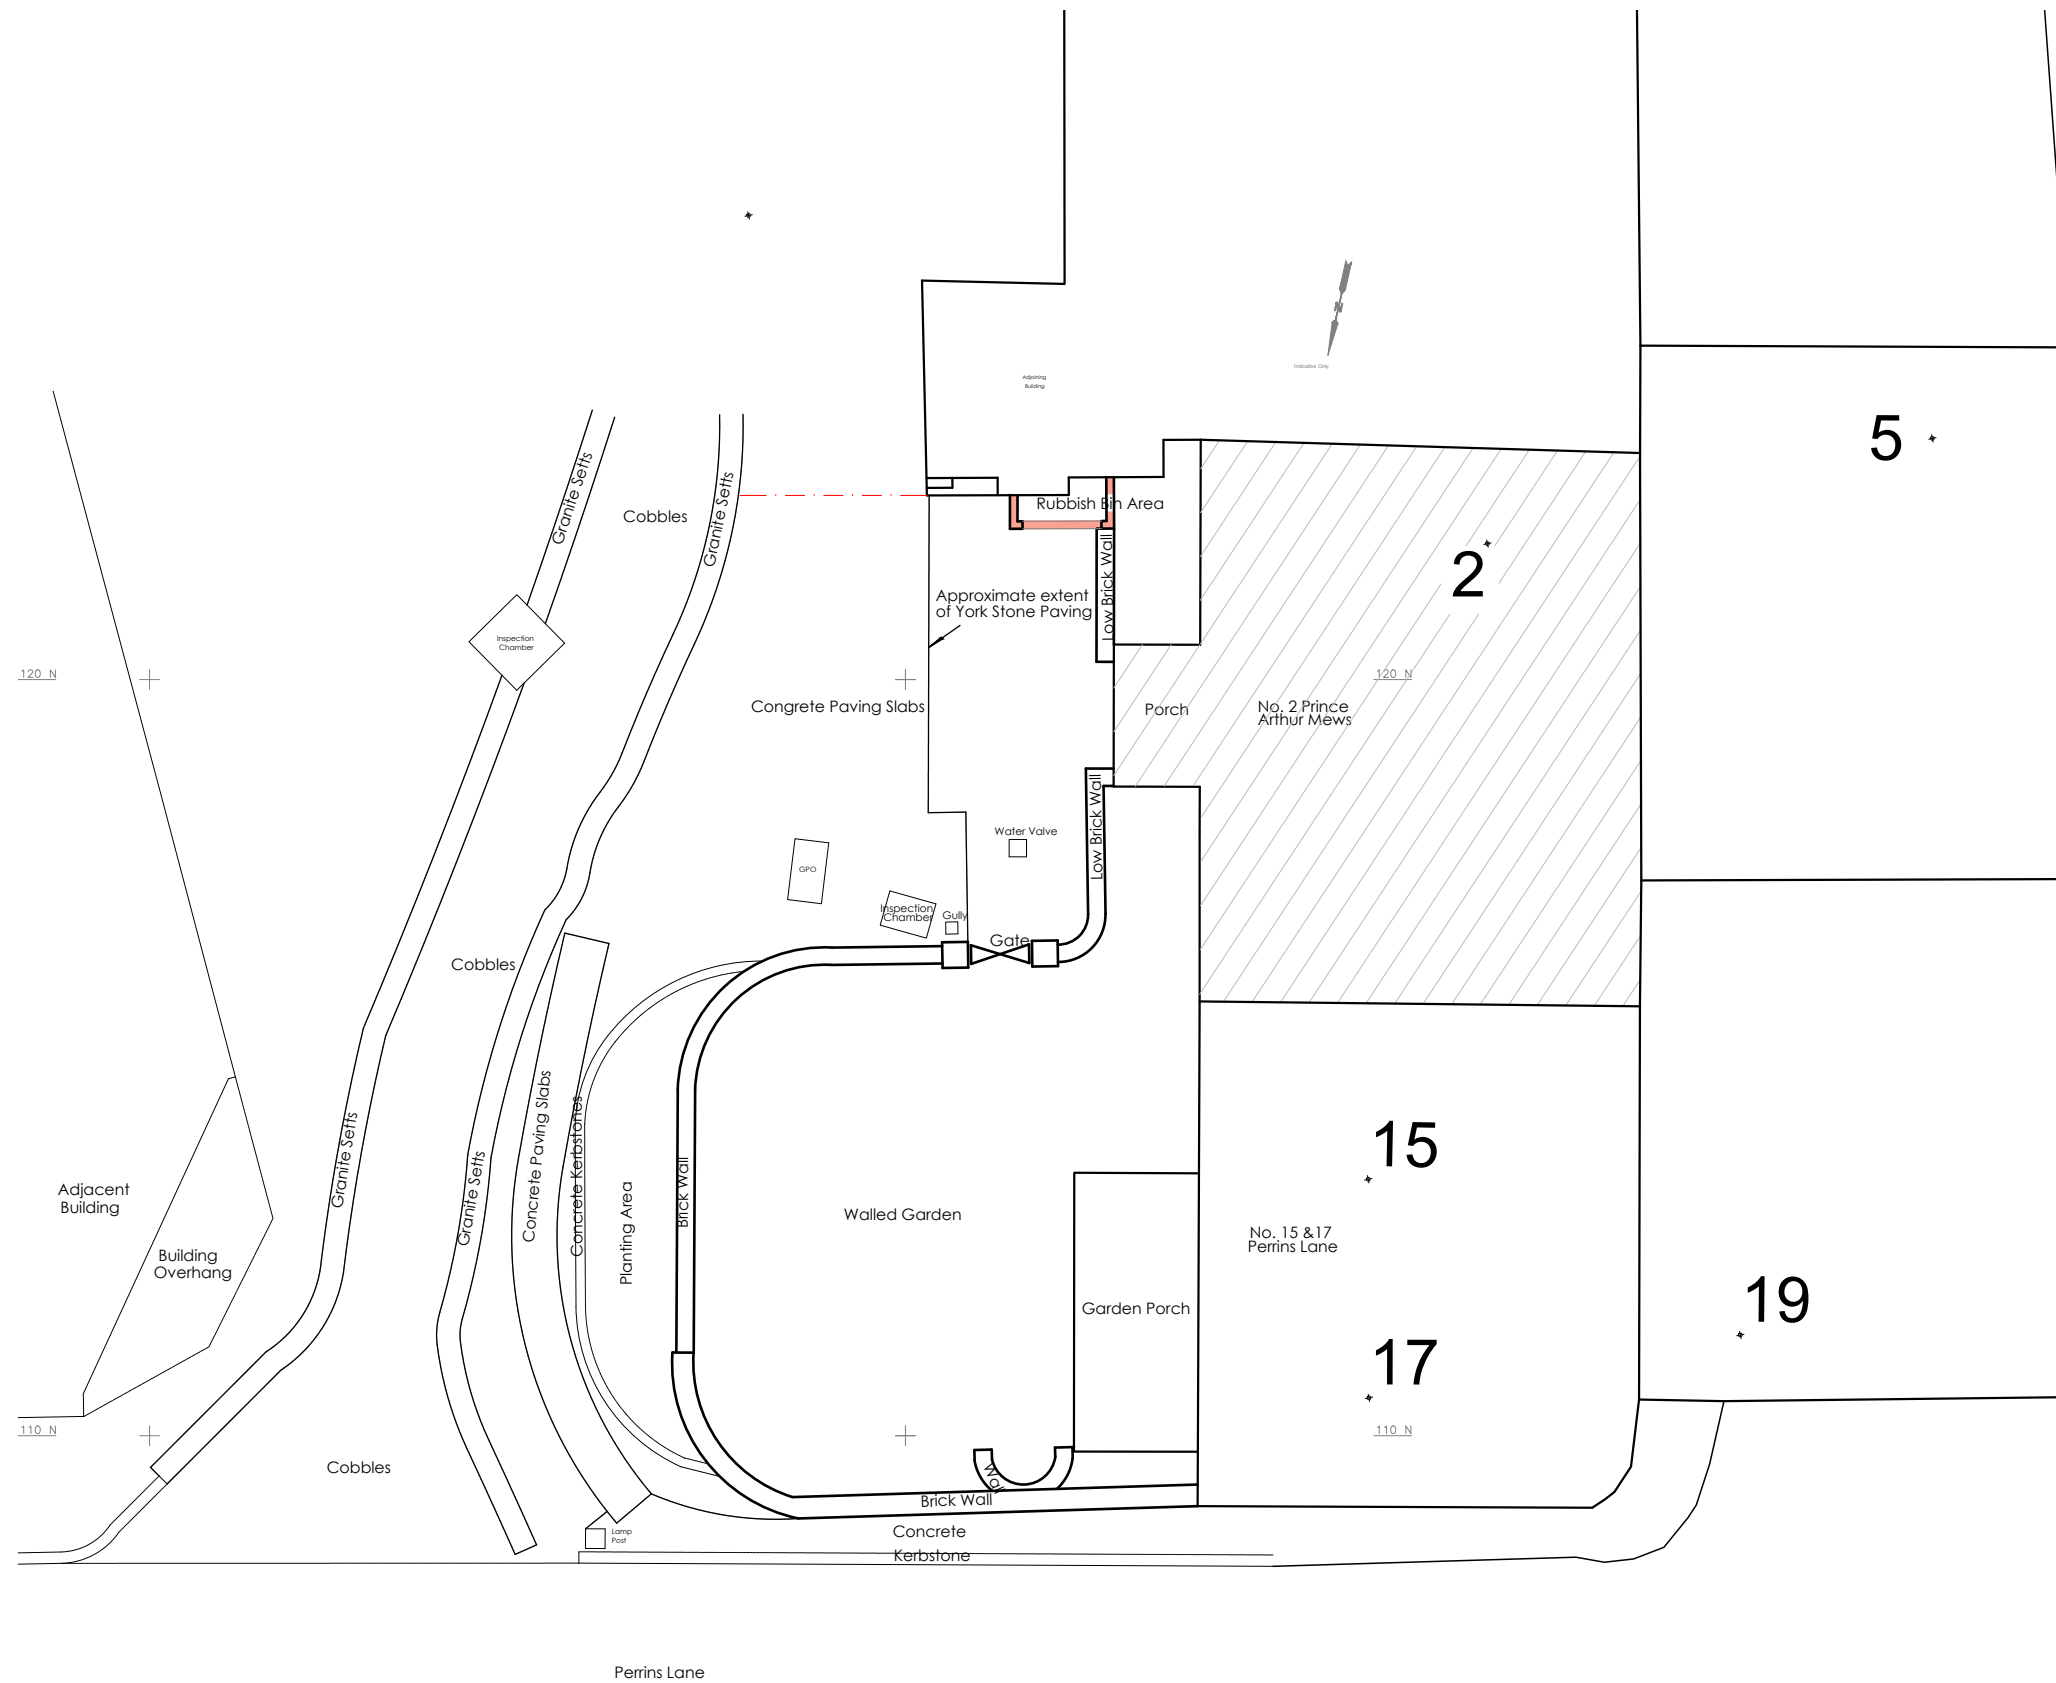 N
Indicative Only
Adjoining
Building
5
Granite Setts
Granite Setts
Cobbles
Rubbish Bin Area
2
Low Brick Wall
Approximate extent
of York Stone Paving
Inspection
Chamber
120 N
120 N
Congrete Paving Slabs
Porch
No. 2 Prince
Arthur Mews
Low Brick Wall
Water Valve
GPO
Inspection
Chamber
Gully
Gate
Cobbles
Granite Setts
Granite Setts
Concrete Paving Slabs
Concrete Kerbstones
Planting Area
Brick Wall
Walled Garden
15
No. 15 &17
Perrins Lane
Adjacent
Building
Building
Overhang
Garden Porch
19
17
110 N
110 N
Cobbles
Wall
Brick Wall
Lamp
Post
Concrete
Kerbstone
Perrins Lane